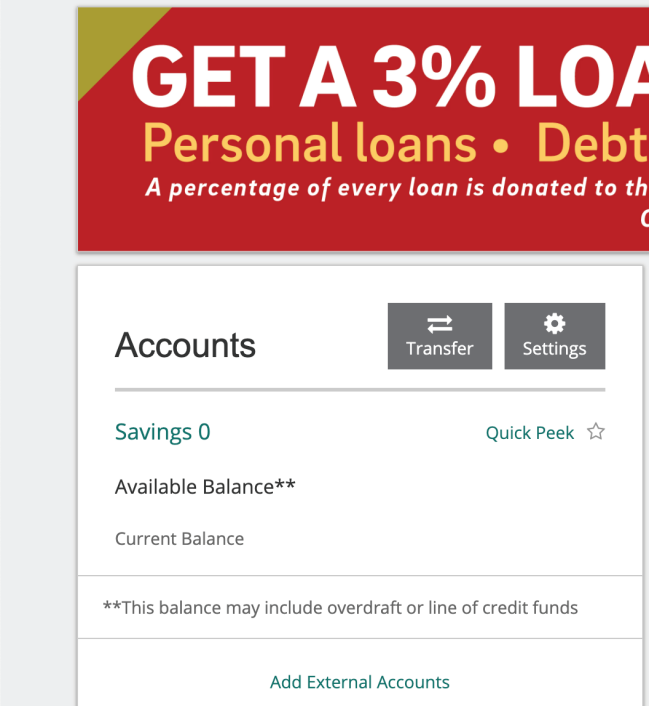 GET A 3% LOA
Personal loans • Debt
A percentage of every loan is donated to th
Accounts
Transfer
Settings
Savings 0
Quick Peek
Available Balance**
Current Balance
**This balance may include overdraft or line of credit funds
Add External Accounts